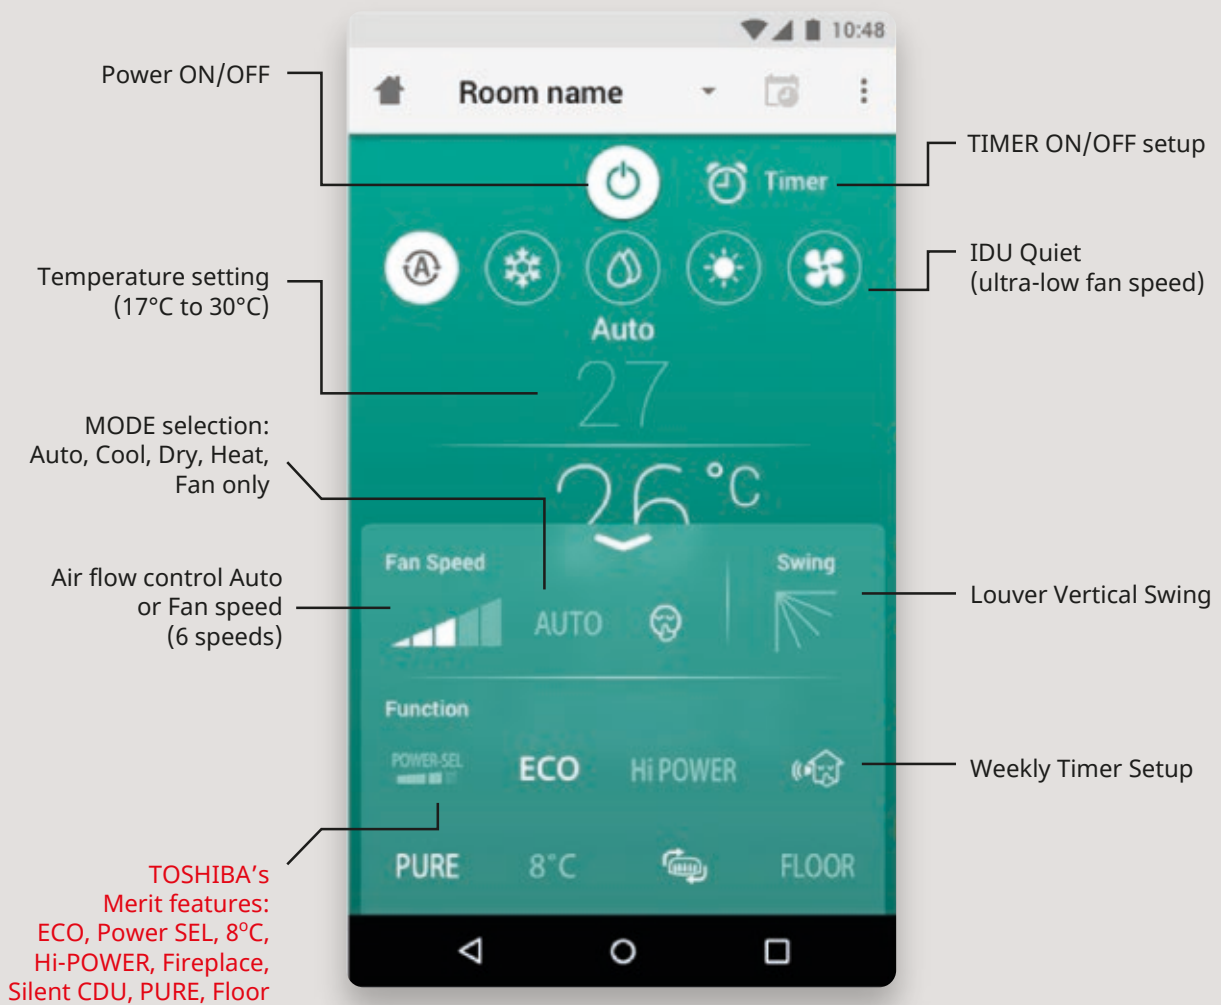 10:48
Power ON/OFF
Room name
TIMER ON/OFF setup
Timer
IDU Quiet
(ultra-low fan speed)
Temperature setting
(17°C to 30°C)
Auto
27
MODE selection:
Auto, Cool, Dry, Heat,
Fan only
26°C
Fan Speed
Swing
Air flow control Auto
or Fan speed
(6 speeds)
AUTO
Louver Vertical Swing
Function
POWER-SEL
ECO
Hi POWER
Weekly Timer Setup
PURE
8°C
FLOOR
TOSHIBA’s
Merit features:
ECO, Power SEL, 8⁰C,
Hi-POWER, Fireplace,
Silent CDU, PURE, Floor